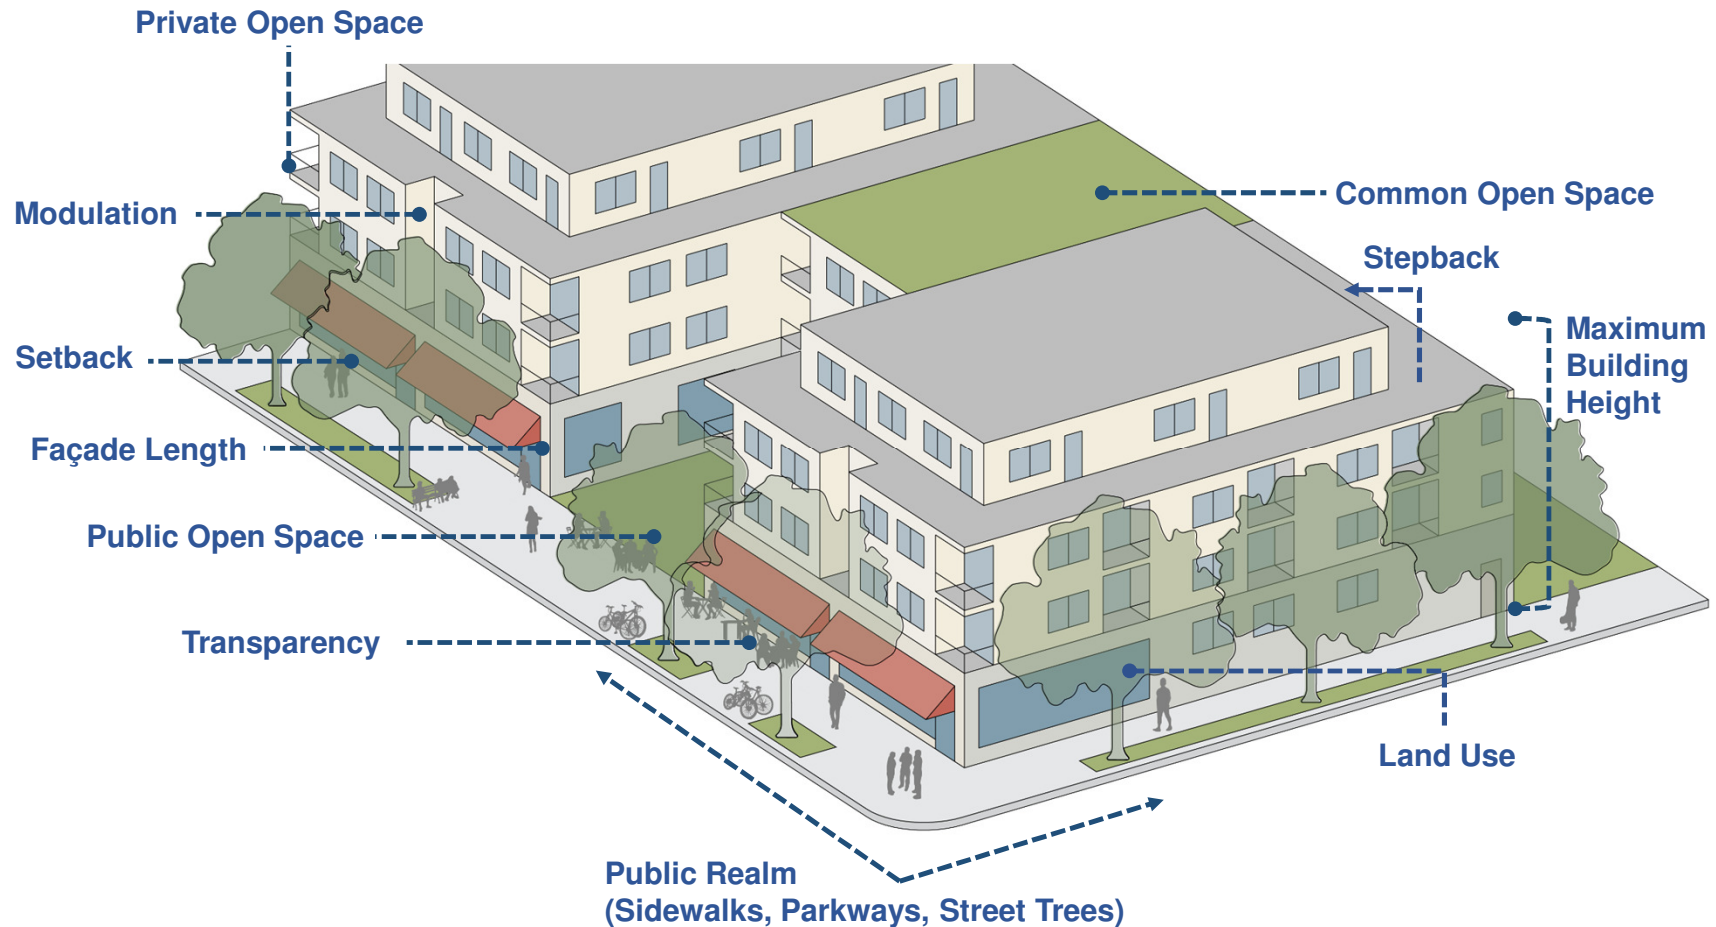 Private Open Space
Modulation
Common Open Space
Stepback
Maximum
Building
Height
Setback
Façade Length
Public Open Space
Transparency
Land Use
Public Realm
(Sidewalks, Parkways, Street Trees)